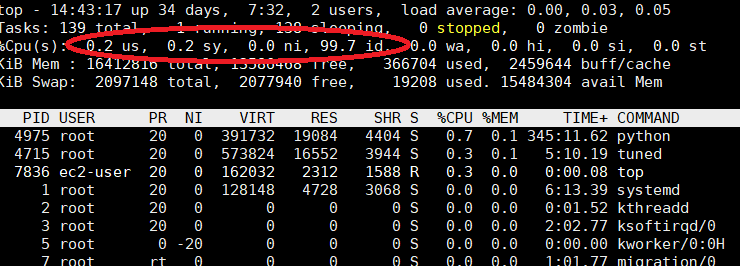 top - 14:43:17 up 34 days,  7:32,  2 users,  load average: 0.00, 0.03, 0.05
Tasks: 139 total,   1 running, 138 sleeping,   0 stopped,   0 zombie
%Cpu(s):  0.2 us,  0.2 sy,  0.0 ni, 99.7 id,  0.0 wa,  0.0 hi,  0.0 si,  0.0 st
KiB Mem : 16412816 total, 13586468 free,   366704 used,  2459644 buff/cache
KiB Swap:  2097148 total,  2077940 free,    19208 used. 15484304 avail Mem
PID USER      PR  NI    VIRT    RES    SHR S  %CPU %MEM     TIME+ COMMAND
4975 root      20   0  391732  19084   4404 S   0.7  0.1 345:11.62 python
4715 root      20   0  573824  16552   3944 S   0.3  0.1   5:10.19 tuned
7836 ec2-user  20   0  162032   2312   1588 R   0.3  0.0   0:00.08 top
1 root      20   0  128148   4728   3068 S   0.0  0.0   6:13.39 systemd
2 root      20   0       0      0      0 S   0.0  0.0   0:01.52 kthreadd
3 root      20   0       0      0      0 S   0.0  0.0   2:02.77 ksoftirqd/0
5 root       0 -20       0      0      0 S   0.0  0.0   0:00.00 kworker/0:0H
7 root      rt   0       0      0      0 S   0.0  0.0   1:01.77 migration/0